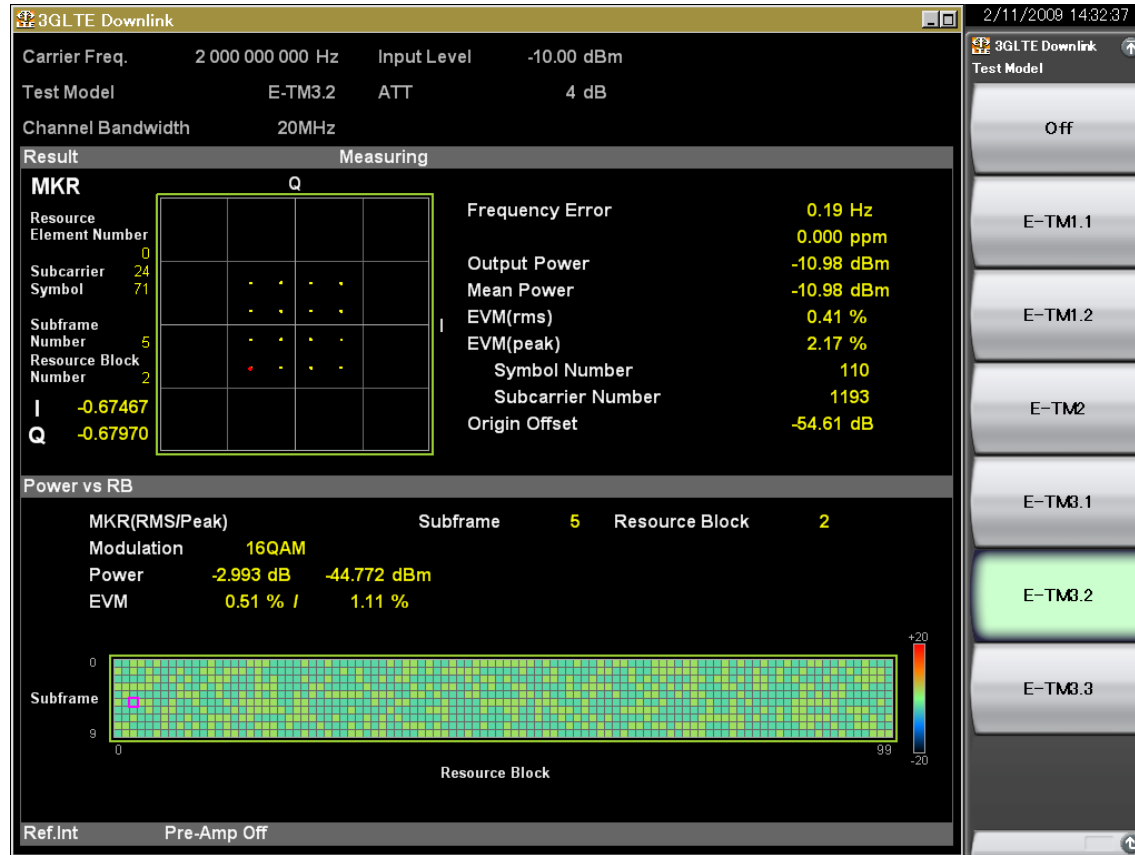 3GLTE Downlink
2/11/2009 14:32:37
Carrier Freq. 2 000 000 000 Hz Input Level -10.00 dBm
Test Model E-TM3.2 ATT 4 dB
Channel Bandwidth 20MHz
Result Measuring
MKR
Resource
Element Number
0
Subcarrier 24
Symbol 71
Subframe
Number 5
Resource Block
Number 2
I -0.67467
Q -0.67970
Q
I
Frequency Error 0.19 Hz
0.000 ppm
Output Power -10.98 dBm
Mean Power -10.98 dBm
EVM(rms) 0.41 %
EVM(peak) 2.17 %
Symbol Number 110
Subcarrier Number 1193
Origin Offset -54.61 dB
Power vs RB
MKR(RMS/Peak) Subframe 5 Resource Block 2
Modulation 16QAM
Power -2.993 dB -44.772 dBm
EVM 0.51 % / 1.11 %
+20
0
Subframe
9
0 99
-20
Resource Block
Ref.Int Pre-Amp Off
3GLTE Downlink
Test Model
Off
E-TM1.1
E-TM1.2
E-TM2
E-TM3.1
E-TM3.2
E-TM3.3